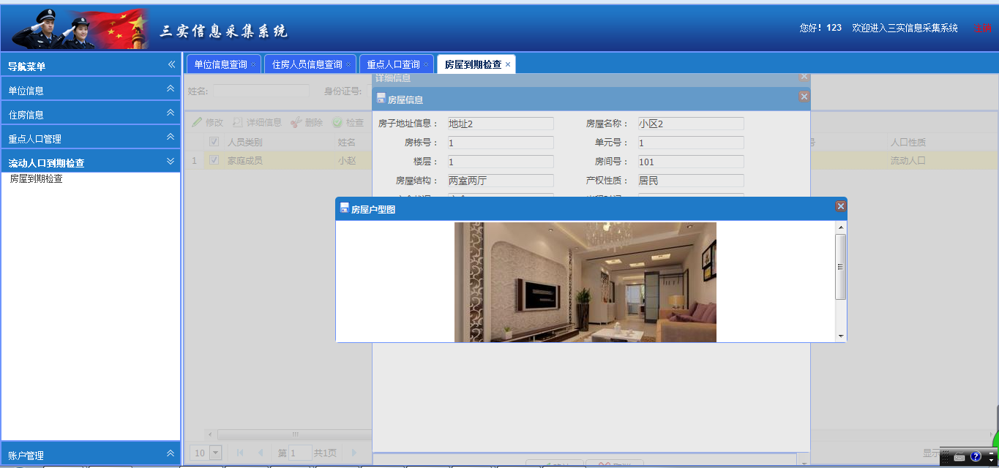 三实信息采集系统
您好！123 欢迎进入三实信息采集系统
导航菜单
单位信息
住房信息
重点人口管理
流动人口到期检查
房屋到期检查
账户管理
单位信息查询 住房人员信息查询 重点人口查询 房屋到期检查
姓名: 身份证号:
修改 详细信息 删除 检查
人员类别 姓名 号 人口性质
1 家庭成员 小赵 流动人口
详细信息
房屋信息
房子地址信息： 地址2 房屋名称： 小区2
房栋号： 1 单元号： 1
楼层： 1 房间号： 101
房屋结构： 两室两厅 产权性质： 居民
房屋户型图
10 第 1 共1页 显示